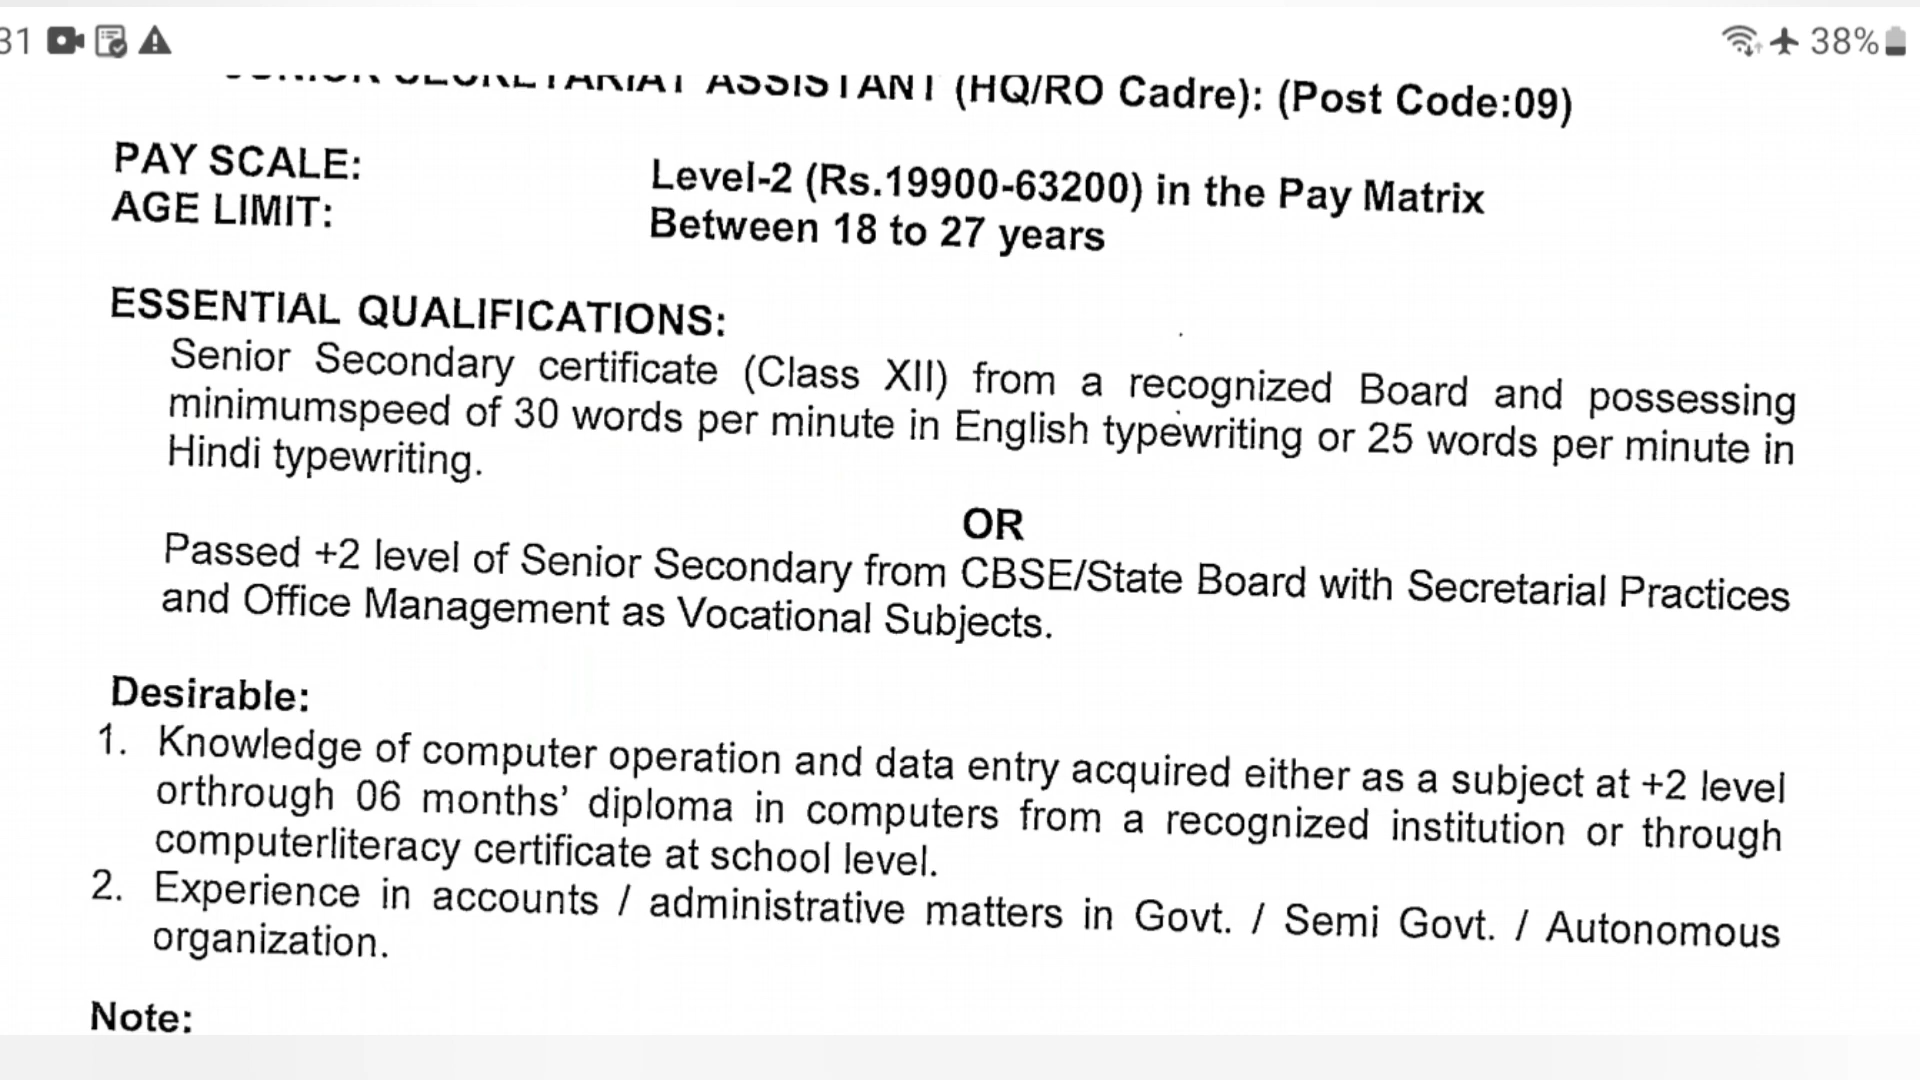 31
38%
JUNIOR SECRETARIAT ASSISTANT (HQ/RO Cadre): (Post Code:09)
PAY SCALE:
Level-2 (Rs.19900-63200) in the Pay Matrix
AGE LIMIT:
Between 18 to 27 years
ESSENTIAL QUALIFICATIONS:
Senior Secondary certificate (Class XII) from a recognized Board and possessing
minimumspeed of 30 words per minute in English typewriting or 25 words per minute in
Hindi typewriting.
OR
Passed +2 level of Senior Secondary from CBSE/State Board with Secretarial Practices
and Office Management as Vocational Subjects.
Desirable:
1. Knowledge of computer operation and data entry acquired either as a subject at +2 level
orthrough 06 months’ diploma in computers from a recognized institution or through
computerliteracy certificate at school level.
2. Experience in accounts / administrative matters in Govt. / Semi Govt. / Autonomous
organization.
Note: